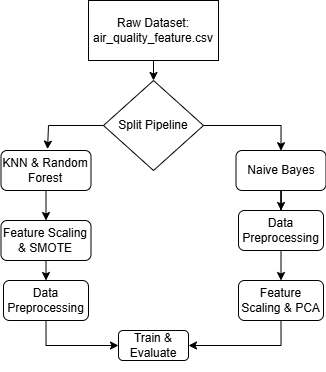 Raw Dataset:
air_quality_feature.csv
Split Pipeline
KNN & Random
Forest
Naive Bayes
Feature Scaling
& SMOTE
Data
Preprocessing
Data
Preprocessing
Feature
Scaling & PCA
Train &
Evaluate